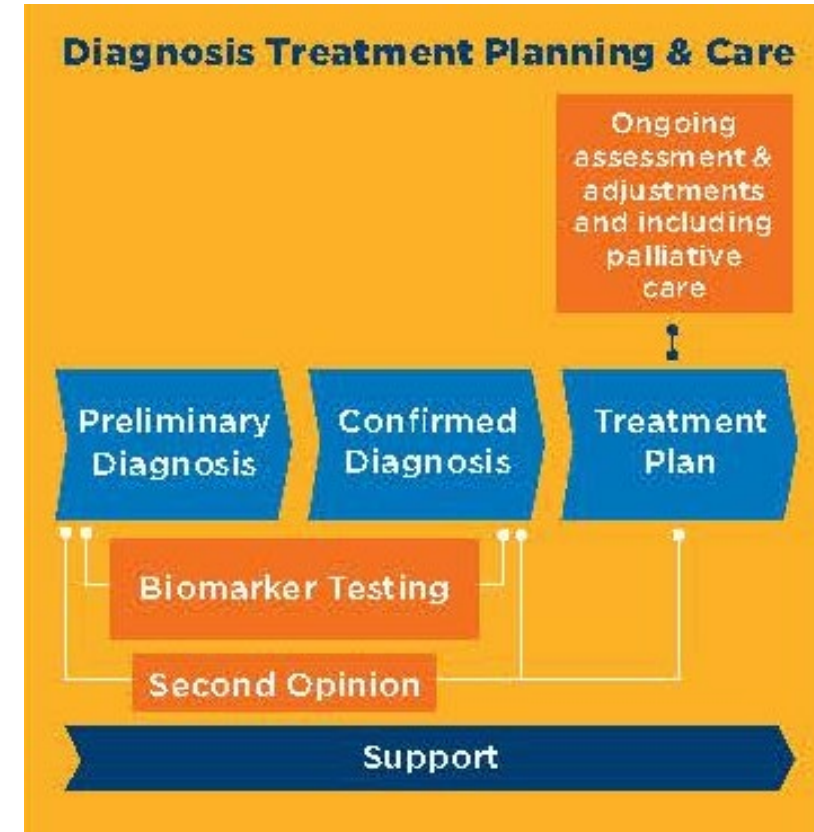 Diagnosis Treatment Planning & Care
Ongoing
assessment &
adjustments
and including
palliative
care
Preliminary
Diagnosis
Confirmed
Diagnosis
Treatment
Plan
Biomarker Testing
Second Opinion
Support